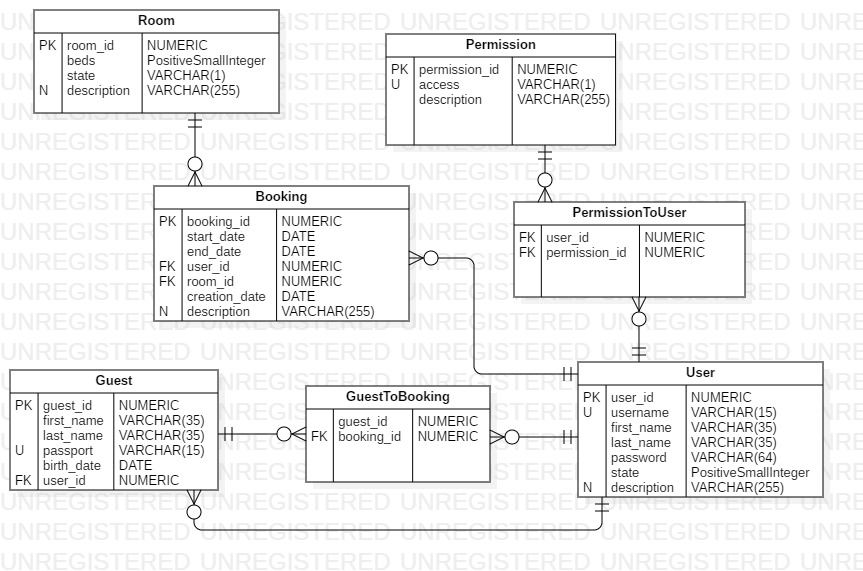 Room
PK room_id NUMERIC
beds PositiveSmallInteger
state VARCHAR(1)
N description VARCHAR(255)
Permission
PK permission_id NUMERIC
U access VARCHAR(1)
description VARCHAR(255)
Booking
PK booking_id NUMERIC
start_date DATE
end_date DATE
FK user_id NUMERIC
FK room_id NUMERIC
creation_date DATE
N description VARCHAR(255)
PermissionToUser
FK user_id NUMERIC
FK permission_id NUMERIC
Guest
PK guest_id NUMERIC
first_name VARCHAR(35)
last_name VARCHAR(35)
U passport VARCHAR(15)
birth_date DATE
FK user_id NUMERIC
GuestToBooking
guest_id NUMERIC
FK booking_id NUMERIC
User
PK user_id NUMERIC
U username VARCHAR(15)
first_name VARCHAR(35)
last_name VARCHAR(35)
password VARCHAR(64)
state PositiveSmallInteger
N description VARCHAR(255)
UNREGISTERED